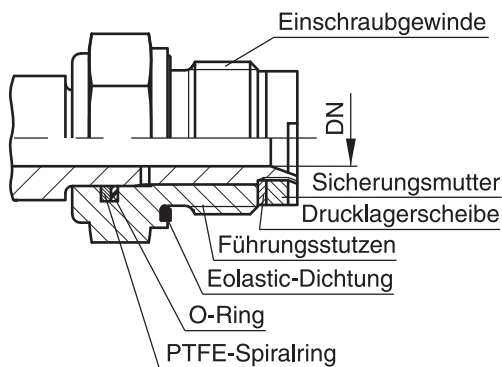 Einschraubgewinde
DN
Sicherungsmutter
Drucklagerscheibe
Führungsstutzen
Eolastic-Dichtung
O-Ring
PTFE-Spiralring